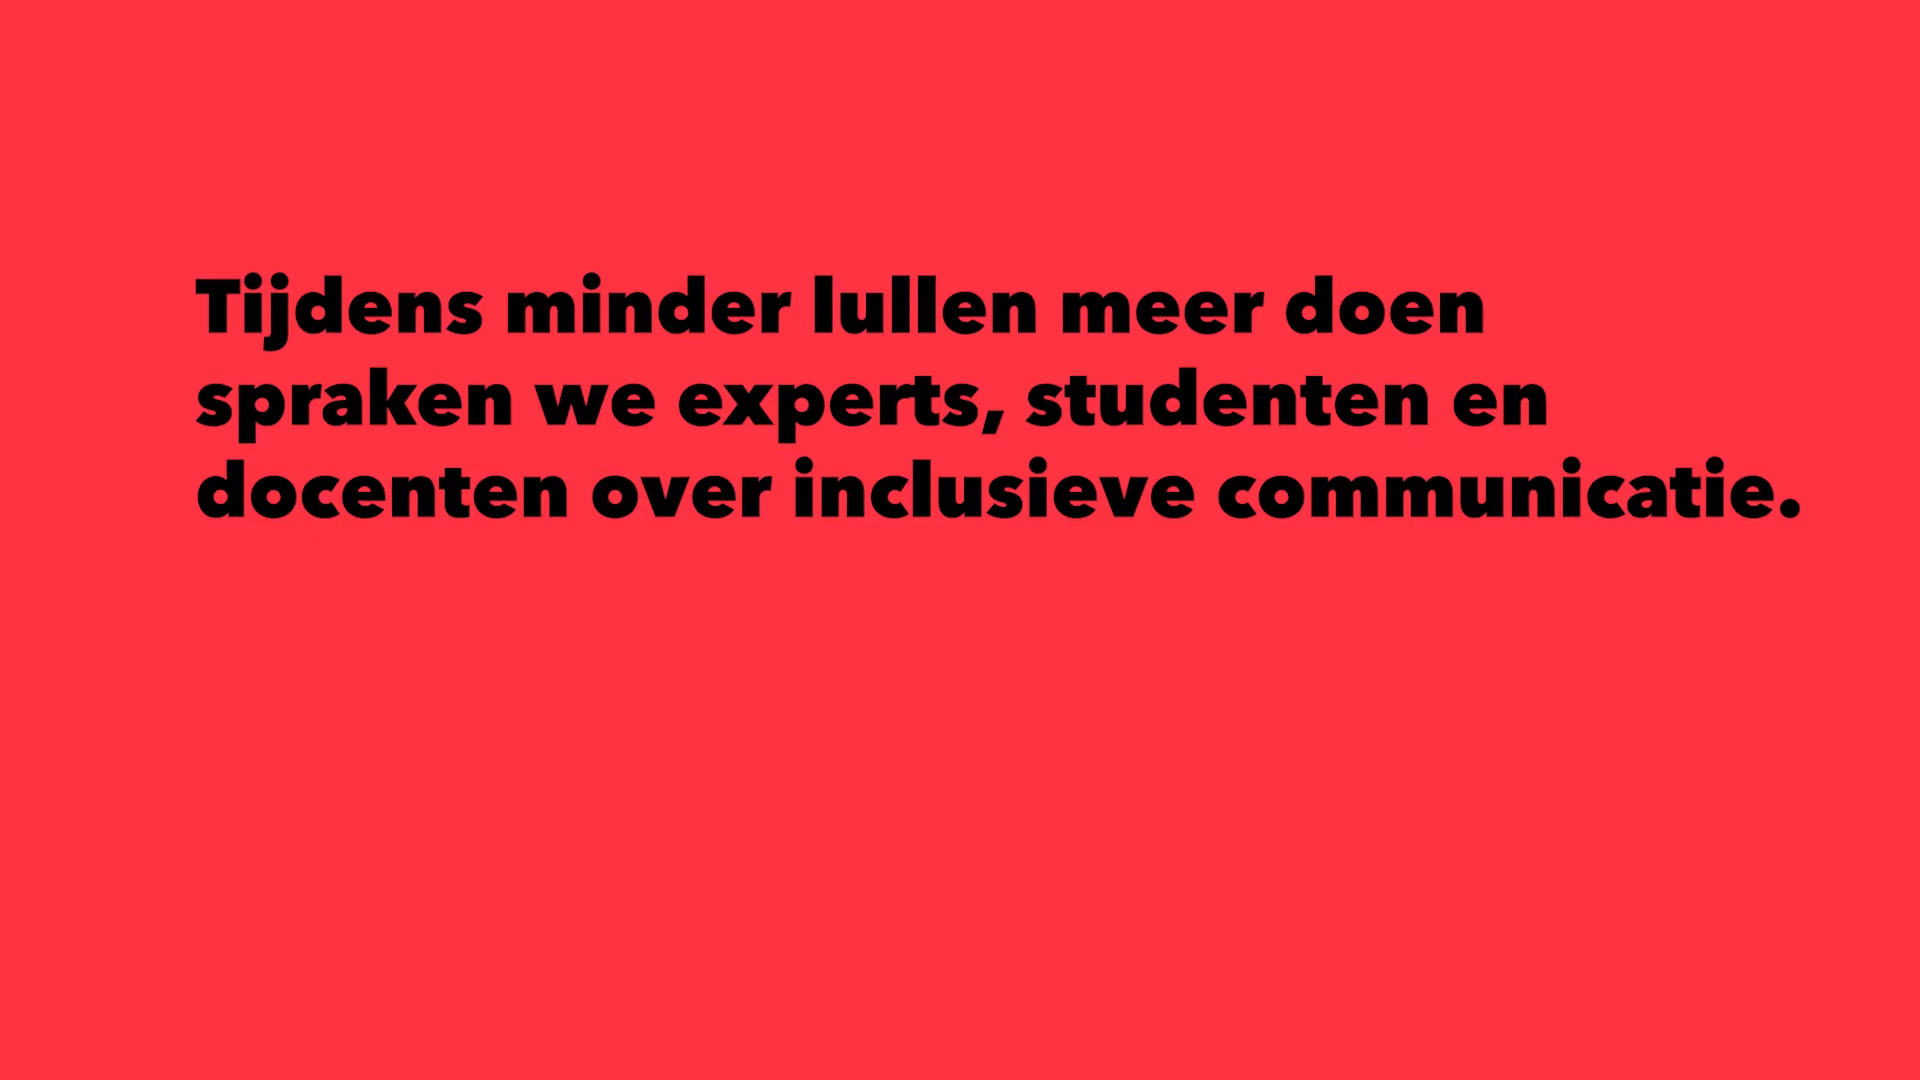 Tijdens minder lullen meer doen
spraken we experts, studenten en
docenten over inclusieve communicatie.